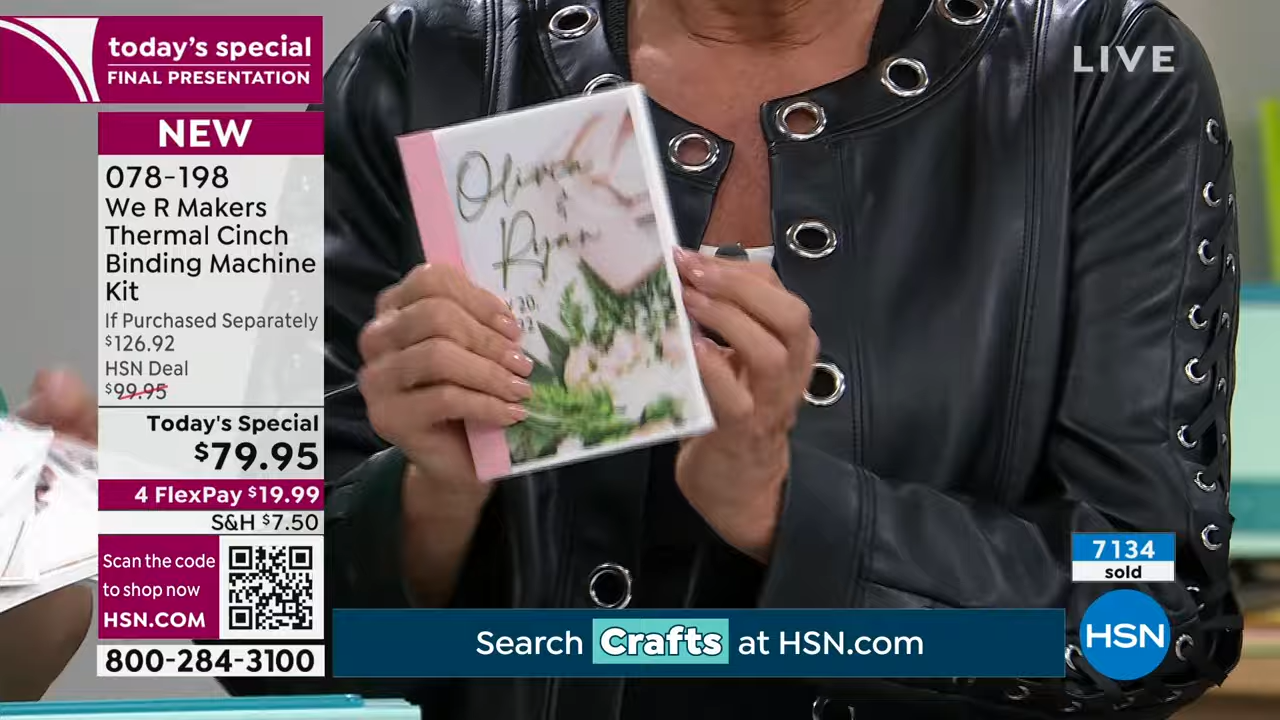 today's special
FINAL PRESENTATION
NEW
078-198
We R Makers
Thermal Cinch
Binding Machine
Kit
If Purchased Separately
$126.92
HSN Deal
$99.95
Today's Special
$79.95
4 FlexPay $19.99
S&H $7.50
Scan the code
to shop now
HSN.COM
800-284-3100
LIVE
&
Ryan
7134
sold
HSN
Search Crafts at HSN.com